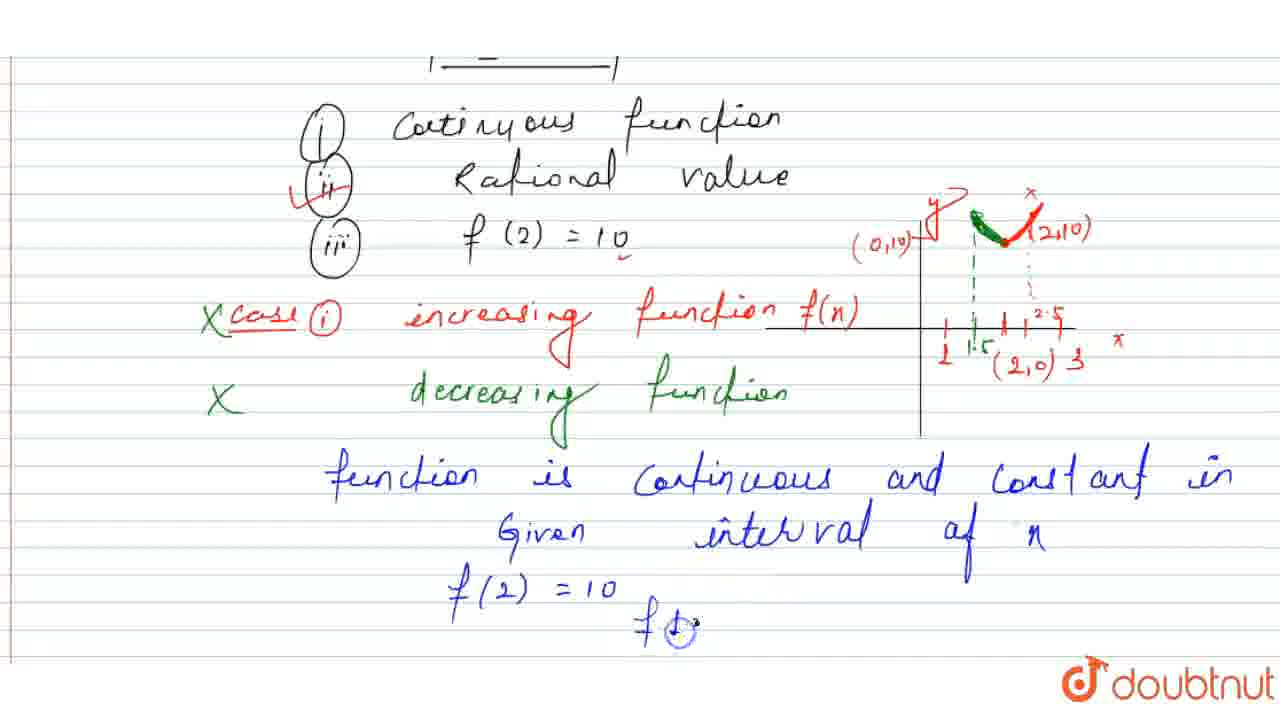 i Continuous function
ii Rational value
iii f (2) = 10
X case i increasing function f(x)
X decreasing function
y
x
(0,10)
(2,10)
2.5
1 1.5 (2,0) 3 x
function is continuous and constant in
Given interval of x
f(2) = 10
f 1.
doubtnut